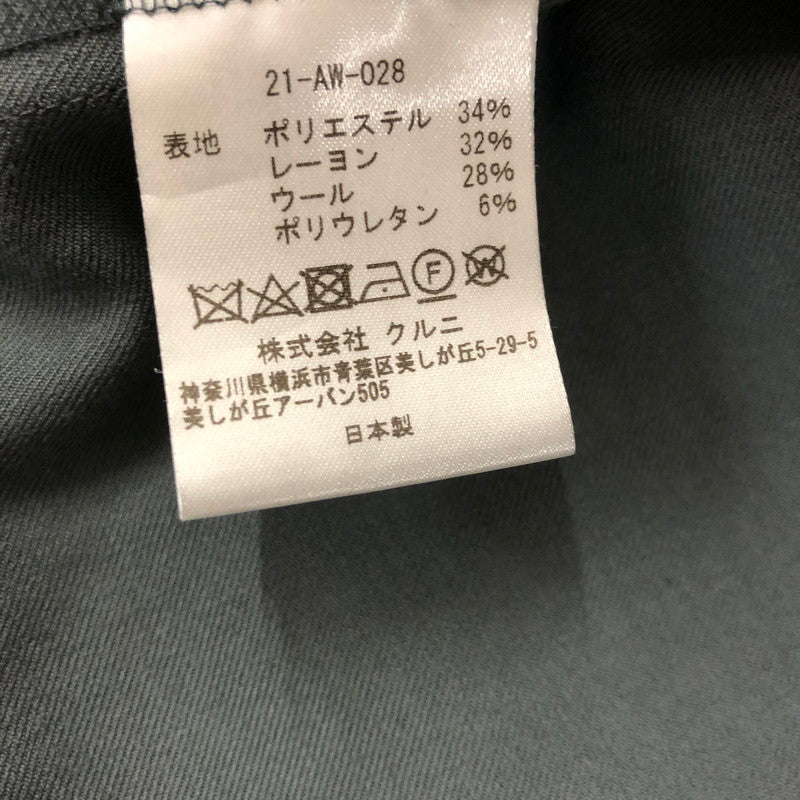 21-AW-028
表地 ポリエステル 34%
レーヨン 32%
ウール 28%
ポリウレタン 6%
F W
株式会社 クルニ
神奈川県横浜市青葉区美しが丘5-29-5
美しが丘アーバン505
日本製